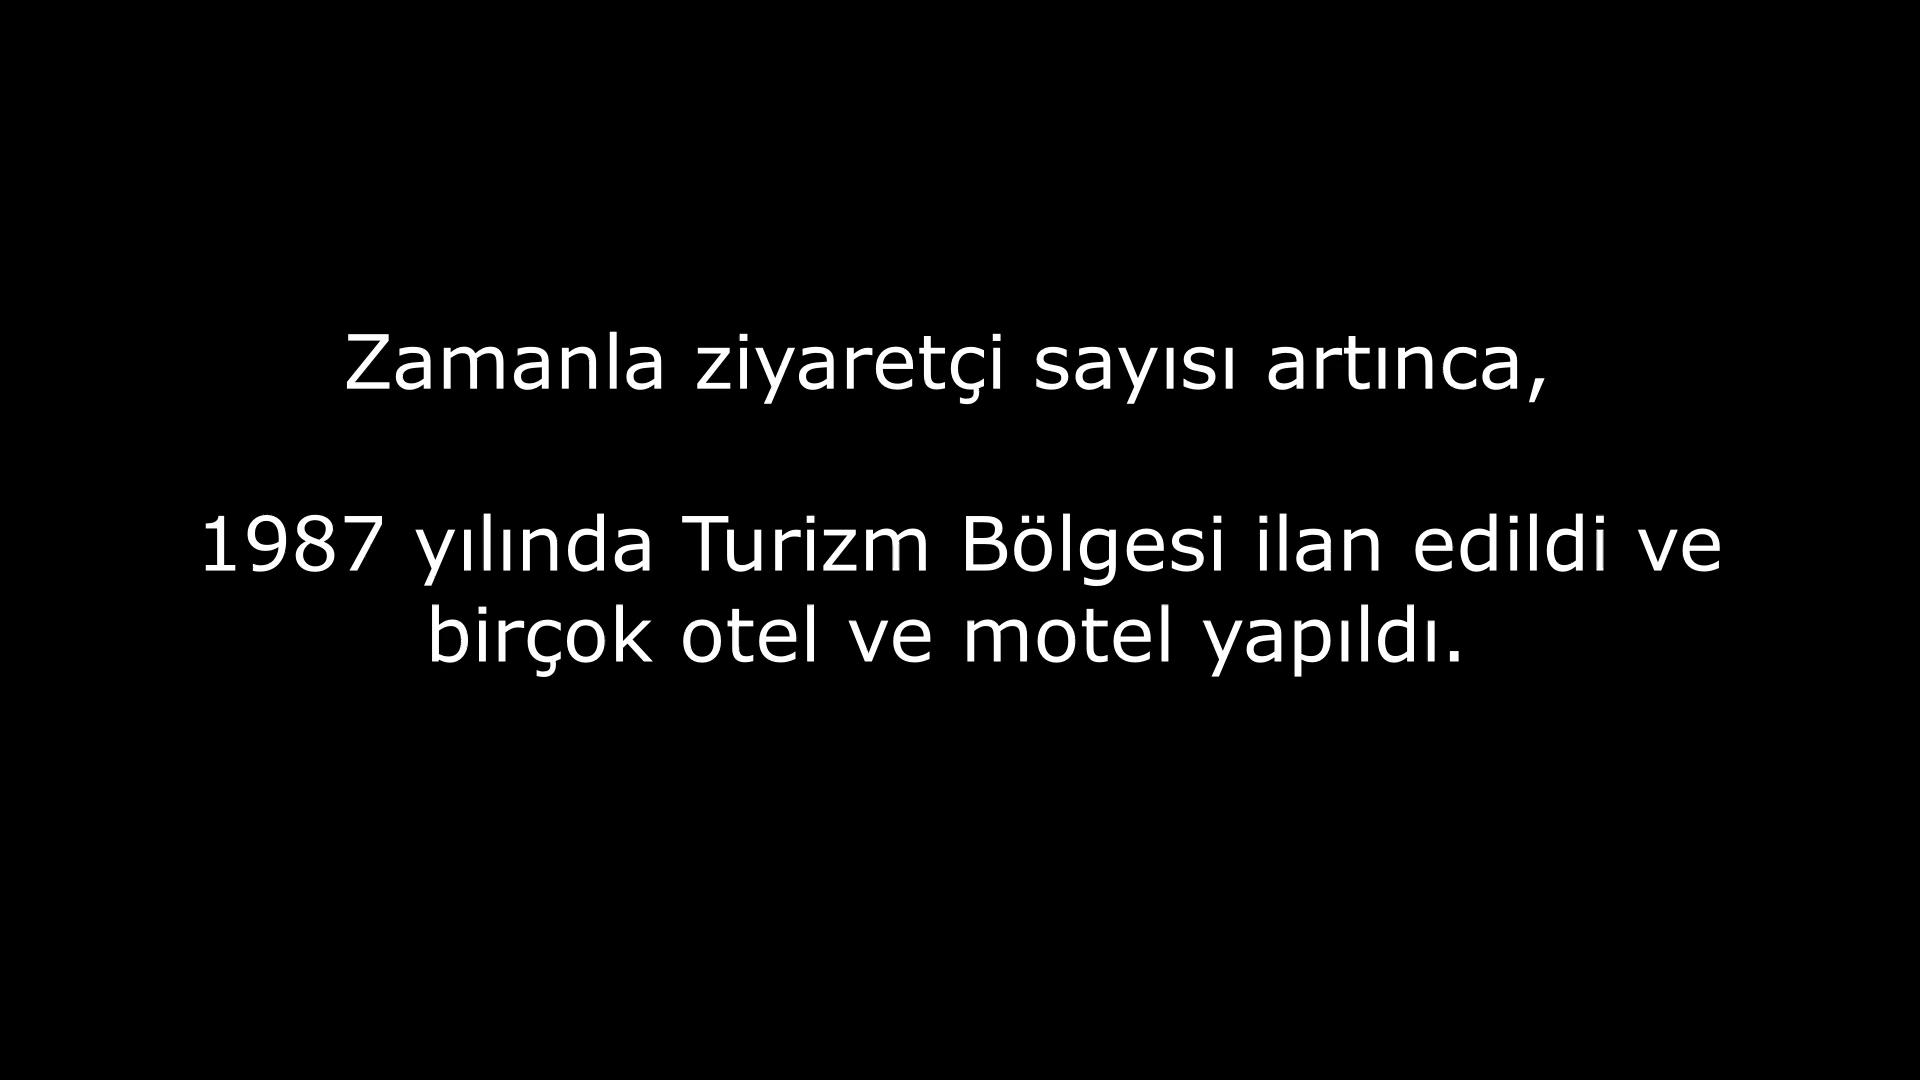 Zamanla ziyaretçi sayısı artınca,
1987 yılında Turizm Bölgesi ilan edildi ve
birçok otel ve motel yapıldı.